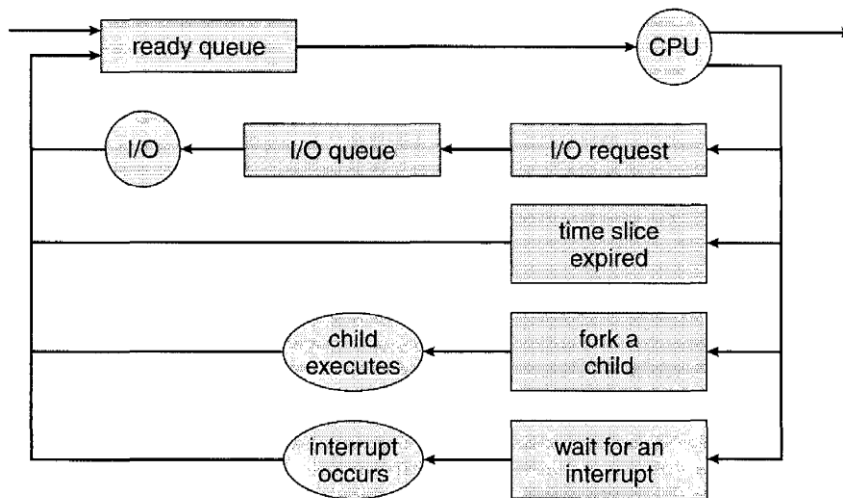 ready queue
CPU
I/O
I/O queue
I/O request
time slice
expired
child
executes
fork a
child
interrupt
occurs
wait for an
interrupt